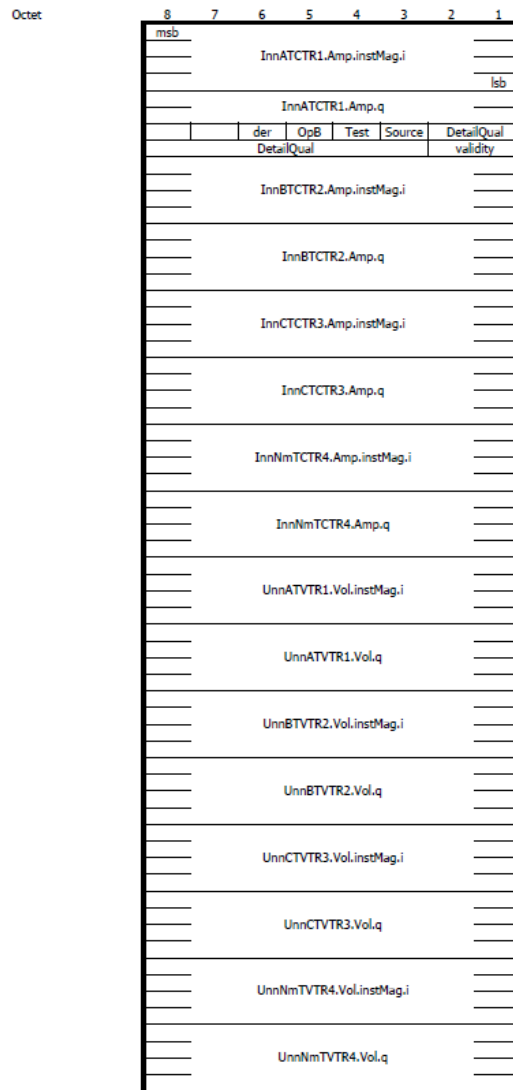 Octet 8 7 6 5 4 3 2 1
msb
InnATCTR1.Amp.instMag.i
lsb
InnATCTR1.Amp.q
der OpB Test Source DetailQual
DetailQual validity
InnBTCTR2.Amp.instMag.i
InnBTCTR2.Amp.q
InnCTCTR3.Amp.instMag.i
InnCTCTR3.Amp.q
InnNmTCTR4.Amp.instMag.i
InnNmTCTR4.Amp.q
UnnATVTR1.Vol.instMag.i
UnnATVTR1.Vol.q
UnnBTVTR2.Vol.instMag.i
UnnBTVTR2.Vol.q
UnnCTVTR3.Vol.instMag.i
UnnCTVTR3.Vol.q
UnnNmTVTR4.Vol.instMag.i
UnnNmTVTR4.Vol.q